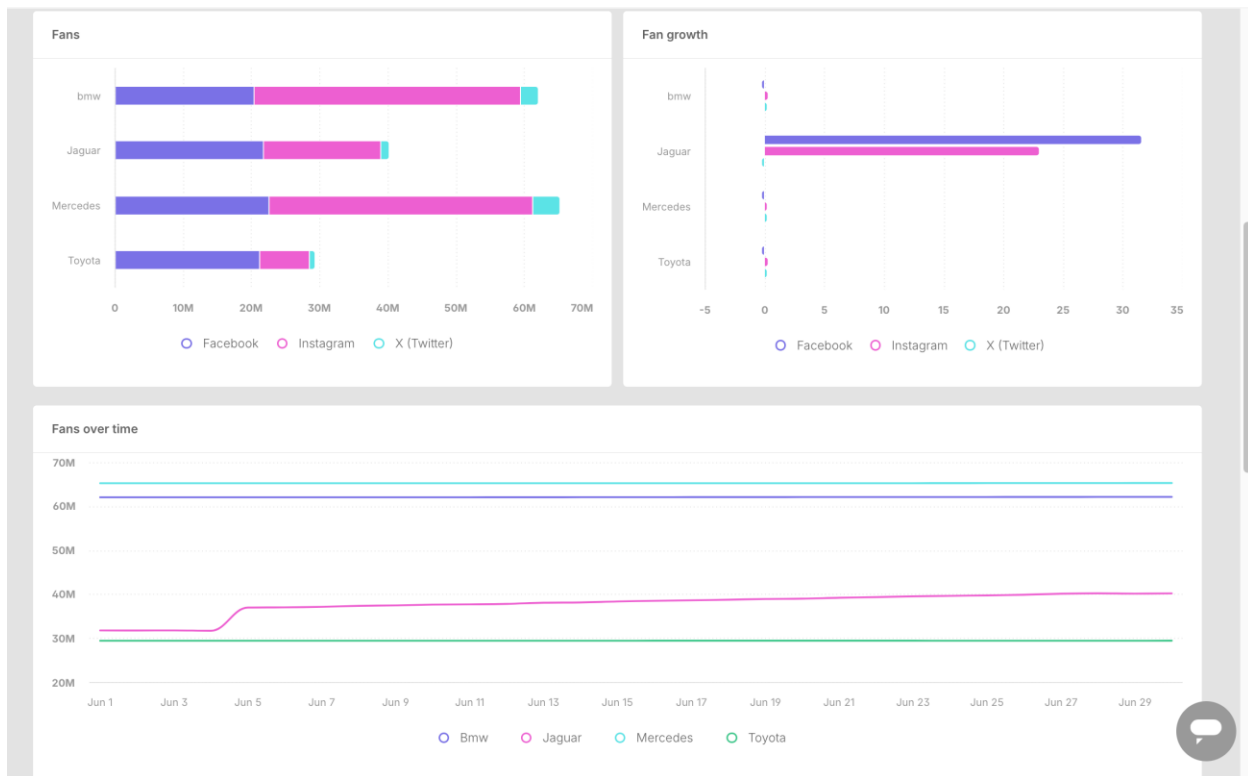 Fans
bmw
Jaguar
Mercedes
Toyota
0 10M 20M 30M 40M 50M 60M 70M
Facebook Instagram X (Twitter)
Fan growth
bmw
Jaguar
Mercedes
Toyota
-5 0 5 10 15 20 25 30 35
Facebook Instagram X (Twitter)
Fans over time
70M
60M
50M
40M
30M
20M
Jun 1 Jun 3 Jun 5 Jun 7 Jun 9 Jun 11 Jun 13 Jun 15 Jun 17 Jun 19 Jun 21 Jun 23 Jun 25 Jun 27 Jun 29
Bmw Jaguar Mercedes Toyota